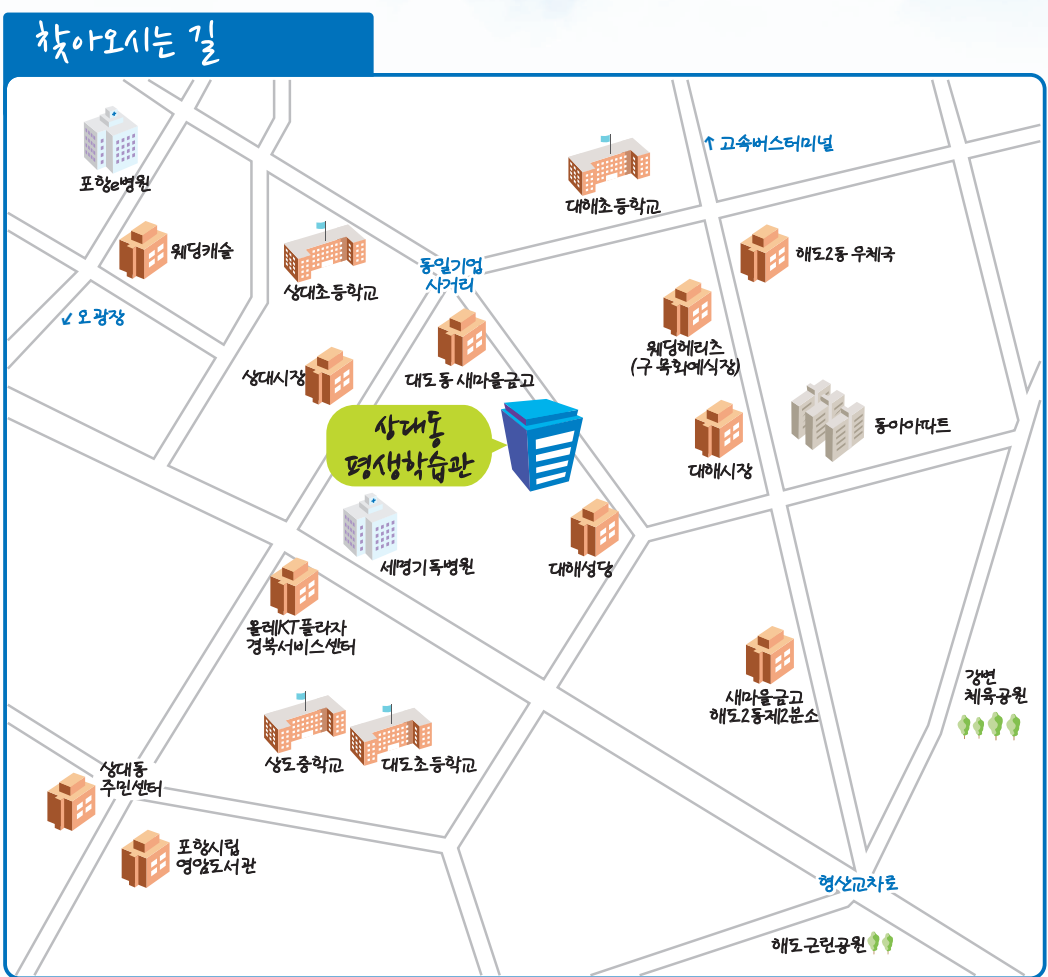 찾아오시는 길
포항e병원
↑ 고속버스터미널
대해초등학교
웨딩캐슬
해도2동 우체국
상대초등학교
동일기업
사거리
↙ 오광장
웨딩헤리츠
(구 목화예식장)
상대시장
대도동 새마을금고
동아아파트
상대동
평생학습관
대해시장
세명기독병원
대해성당
올레KT플라자
경북서비스센터
새마을금고
해도2동제2분소
강변
체육공원
상도중학교
대도초등학교
상대동
주민센터
포항시립
영암도서관
형산교차로
해도근린공원